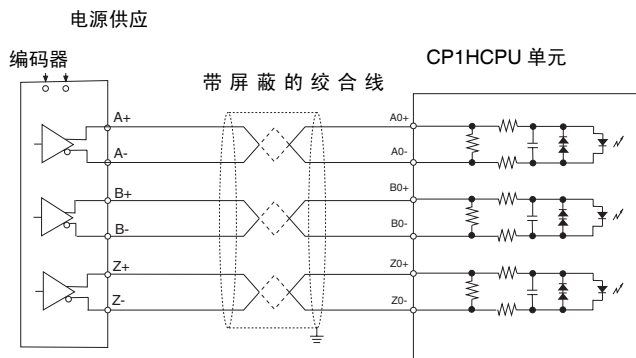 电源供应
编码器
带屏蔽的绞合线
CP1HCPU 单元
A+
A0+
A-
A0-
B+
B0+
B-
B0-
Z+
Z0+
Z-
Z0-